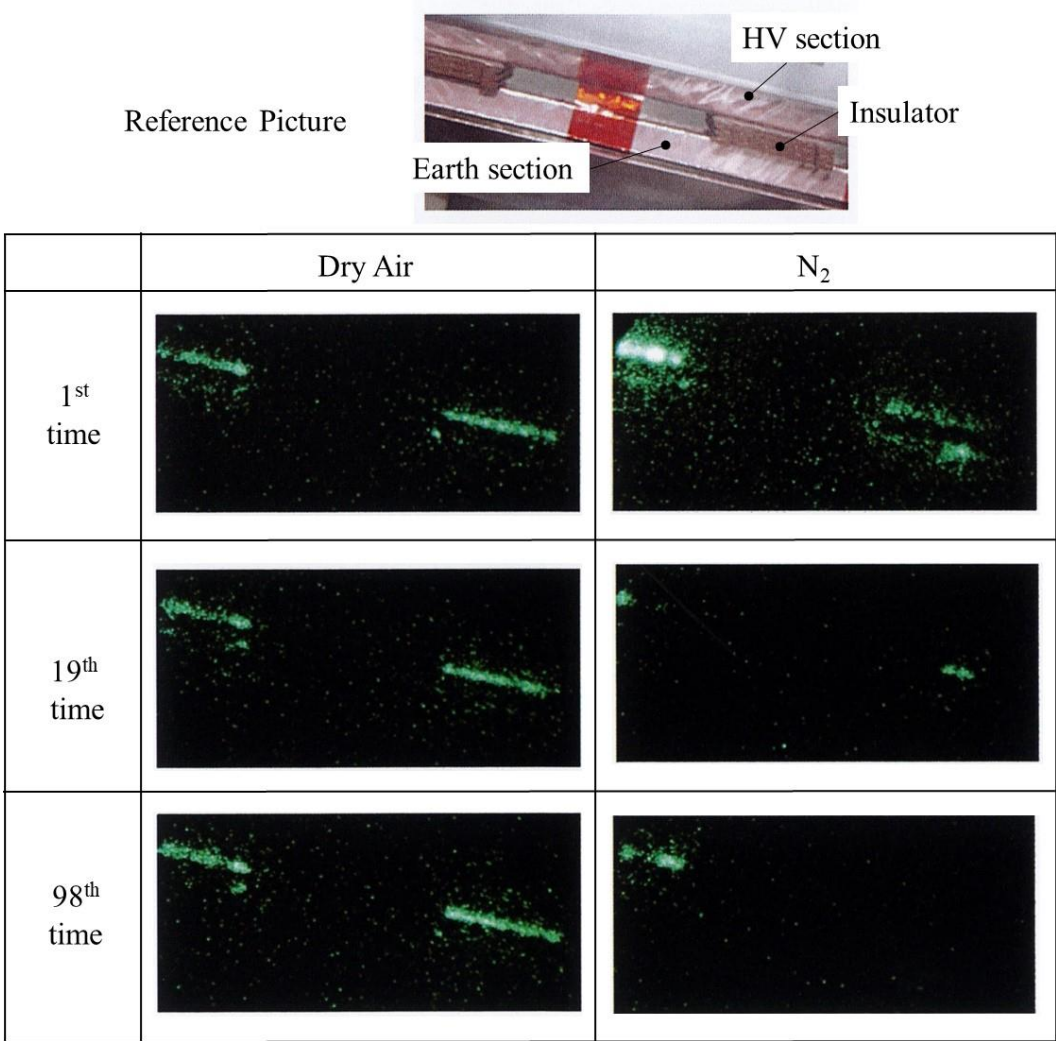 Reference Picture
HV section
Insulator
Earth section
Dry Air
N₂
1ˢᵗ
time
19ᵗʰ
time
98ᵗʰ
time